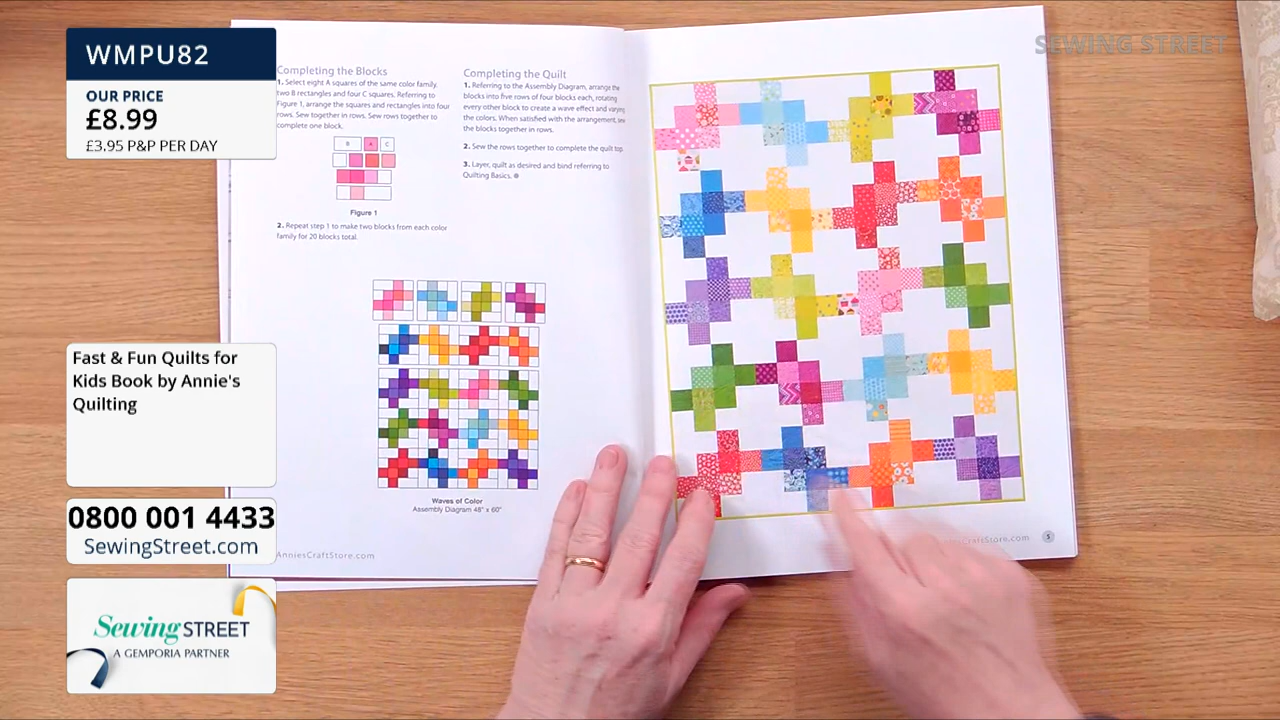 WMPU82
OUR PRICE
£8.99
£3.95 P&P PER DAY
Fast & Fun Quilts for
Kids Book by Annie's
Quilting
0800 001 4433
SewingStreet.com
Sewing STREET
A GEMPORIA PARTNER
SEWING STREET
Completing the Blocks
1. Select eight A squares of the same color family,
two B rectangles and four C squares. Referring to
Figure 1, arrange the squares and rectangles into four
rows. Sew together in rows. Sew rows together to
complete one block.
B A C
Figure 1
2. Repeat step 1 to make two blocks from each color
family for 20 blocks total.
Completing the Quilt
1. Referring to the Assembly Diagram, arrange the
blocks into five rows of four blocks each, rotating
every other block to create a wave effect and varying
the colors. When satisfied with the arrangement, sew
the blocks together in rows.
2. Sew the rows together to complete the quilt top.
3. Layer, quilt as desired and bind referring to
Quilting Basics.
Waves of Color
Assembly Diagram 48" x 60"
AnniesCraftStore.com
nniesCraftStore.com 5